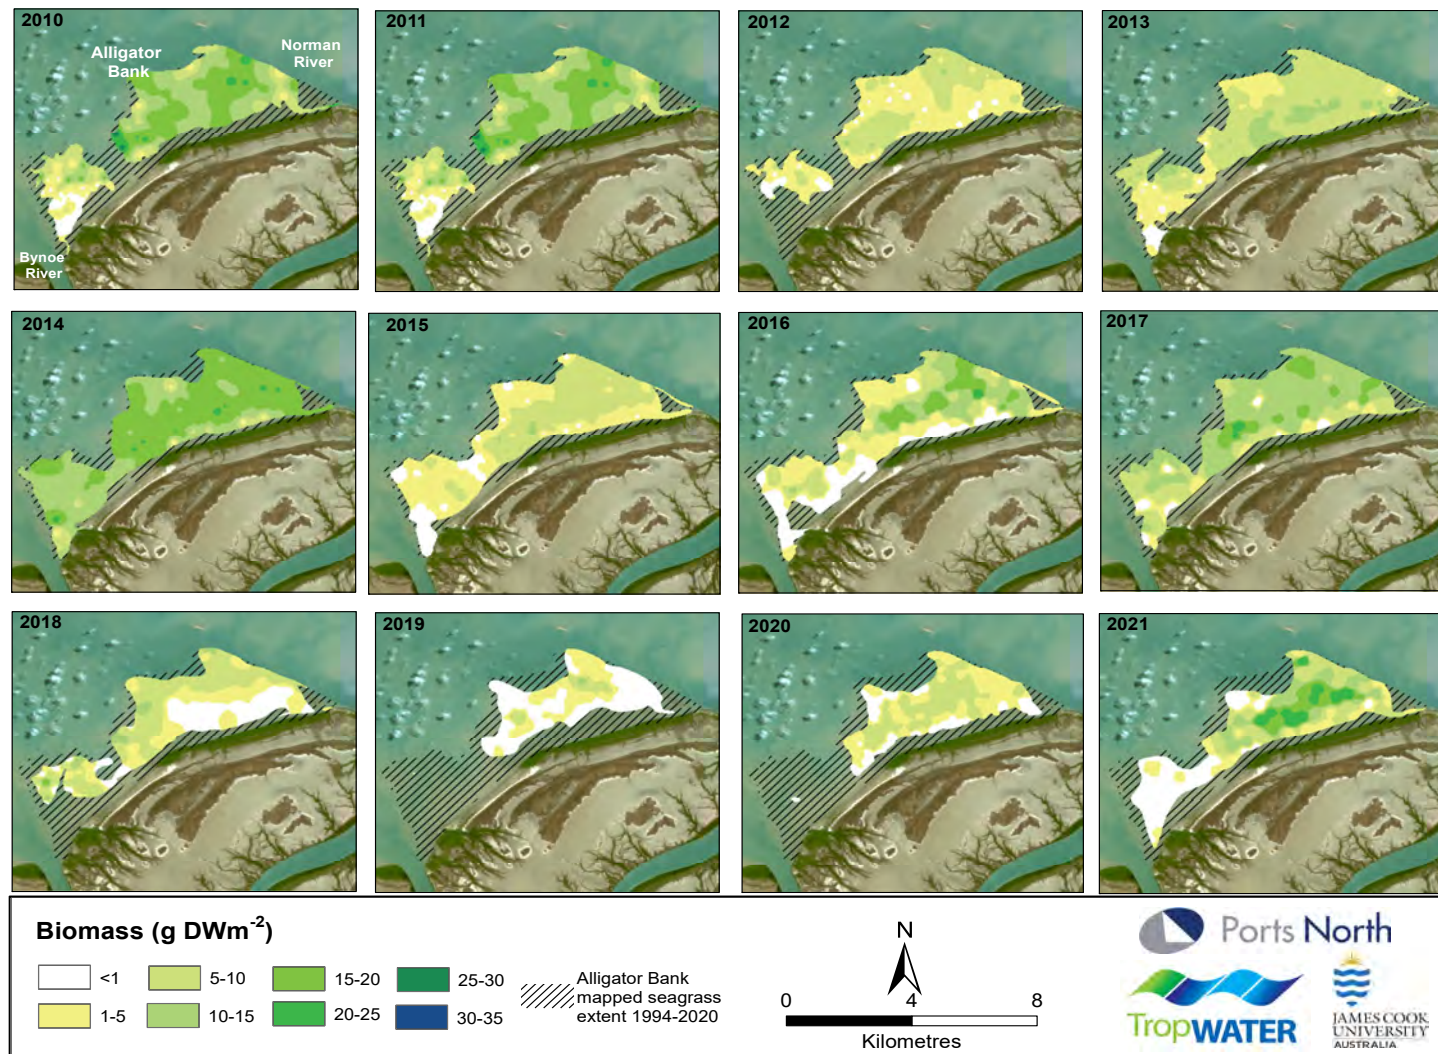 2010
Alligator
Bank
Norman
River
Bynoe
River
2011
2012
2013
2014
2015
2016
2017
2018
2019
2020
2021
Biomass (g DWm-2)
<1
5-10
15-20
25-30
1-5
10-15
20-25
30-35
Alligator Bank
mapped seagrass
extent 1994-2020
N
0 4 8
Kilometres
Ports North
TropWATER
JAMES COOK
UNIVERSITY
AUSTRALIA